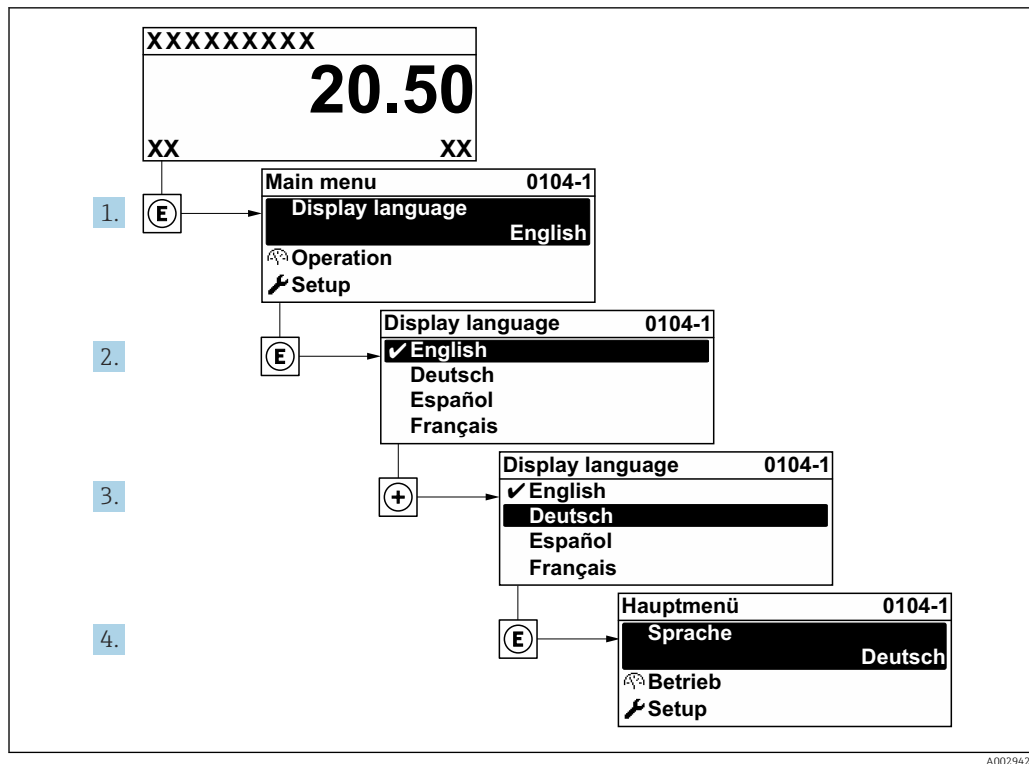 XXXXXXXXX
20.50
XX XX
1. E
Main menu 0104-1
Display language
English
Operation
Setup
2. E
Display language 0104-1
✔English
Deutsch
Español
Français
3. +
Display language 0104-1
✔English
Deutsch
Español
Français
4. E
Hauptmenü 0104-1
Sprache
Deutsch
Betrieb
Setup